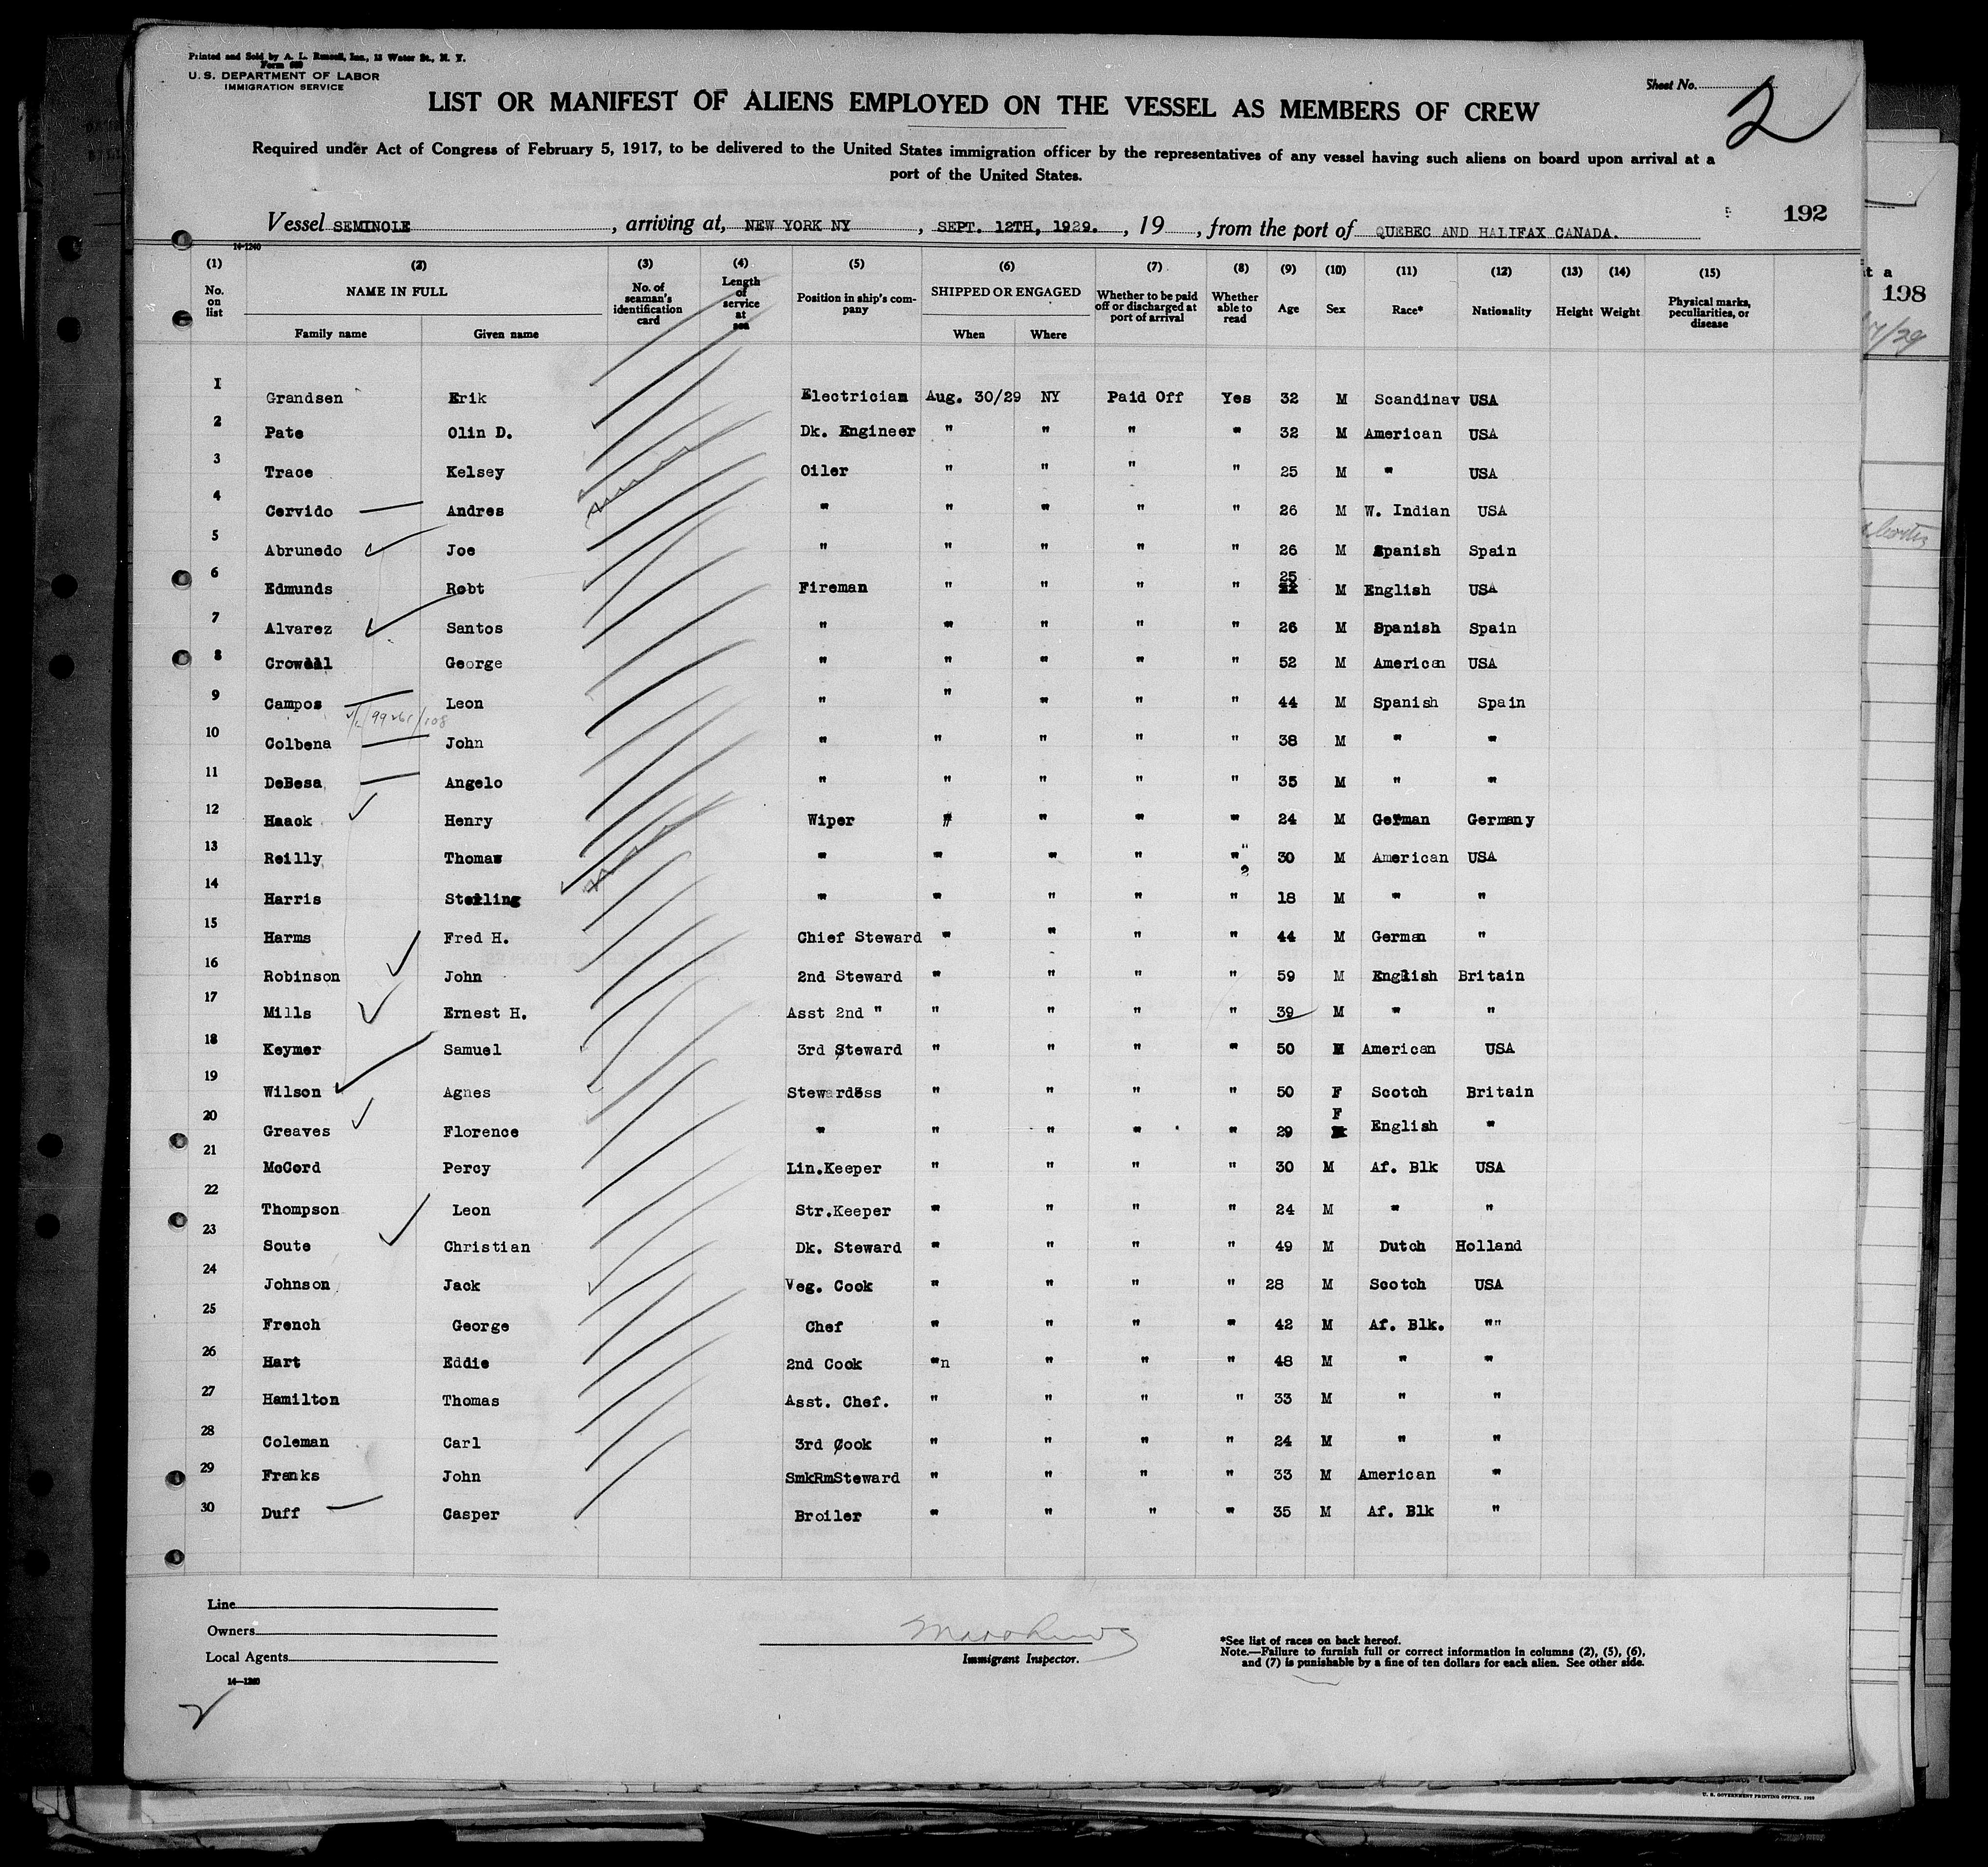 Printed and Sold by A. L. Russell, Inc., 13 Water St., N. Y.
U. S. DEPARTMENT OF LABOR
IMMIGRATION SERVICE
Sheet No. 2
LIST OR MANIFEST OF ALIENS EMPLOYED ON THE VESSEL AS MEMBERS OF CREW
Required under Act of Congress of February 5, 1917, to be delivered to the United States immigration officer by the representatives of any vessel having such aliens on board upon arrival at a
port of the United States.
192
Vessel SEMINOLE, arriving at, NEW YORK NY, SEPT. 12TH, 1929., 19, from the port of QUEBEC AND HALIFAX CANADA.
14-1240
(1) No. on list
(2) NAME IN FULL Family name Given name
(3) No. of seaman's identification card
(4) Length of service at sea
(5) Position in ship's company
(6) SHIPPED OR ENGAGED When Where
(7) Whether to be paid off or discharged at port of arrival
(8) Whether able to read
(9) Age
(10) Sex
(11) Race*
(12) Nationality
(13) Height
(14) Weight
(15) Physical marks, peculiarities, or disease
1 Grandsen Erik Electrician Aug. 30/29 NY Paid Off Yes 32 M Scandinav USA
2 Pate Olin D. Dk. Engineer " " " " 32 M American USA
3 Trace Kelsey Oiler " " " " 25 M " USA
4 Cervido Andres " " " " " 26 M W. Indian USA
5 Abrunedo Joe " " " " " 26 M Spanish Spain
6 Edmunds Robt Fireman " " " " 25 M English USA
7 Alvarez Santos " " " " " 26 M Spanish Spain
8 Crowell George " " " " " 52 M American USA
9 Campos Leon " " " " " 44 M Spanish Spain
10 Colbena John " " " " " 38 M " "
11 DeBesa Angelo " " " " " 35 M " "
12 Haack Henry Wiper " " " " 24 M German Germany
13 Reilly Thomas " " " " " 30 M American USA
14 Harris Sterling " " " " " 18 M " "
15 Harms Fred H. Chief Steward " " " " 44 M German "
16 Robinson John 2nd Steward " " " " 59 M English Britain
17 Mills Ernest H. Asst 2nd " " " " " 39 M " "
18 Keymer Samuel 3rd Steward " " " " 50 M American USA
19 Wilson Agnes Stewardess " " " " 50 F Scotch Britain
20 Greaves Florence " " " " " 29 F English "
21 McCord Percy Lin.Keeper " " " " 30 M Af. Blk USA
22 Thompson Leon Str.Keeper " " " " 24 M " "
23 Soute Christian Dk. Steward " " " " 49 M Dutch Holland
24 Johnson Jack Veg. Cook " " " " 28 M Scotch USA
25 French George Chef " " " " 42 M Af. Blk. ""
26 Hart Eddie 2nd Cook "n " " " 48 M " "
27 Hamilton Thomas Asst. Chef. " " " " 33 M " "
28 Coleman Carl 3rd Cook " " " " 24 M " "
29 Franks John SmkRmSteward " " " " 33 M American "
30 Duff Casper Broiler " " " " 35 M Af. Blk "
Line
Owners
Local Agents
14—1240
Immigrant Inspector.
*See list of races on back hereof.
Note.—Failure to furnish full or correct information in columns (2), (5), (6),
and (7) is punishable by a fine of ten dollars for each alien. See other side.
2
t a
198
U. S. GOVERNMENT PRINTING OFFICE, 1928